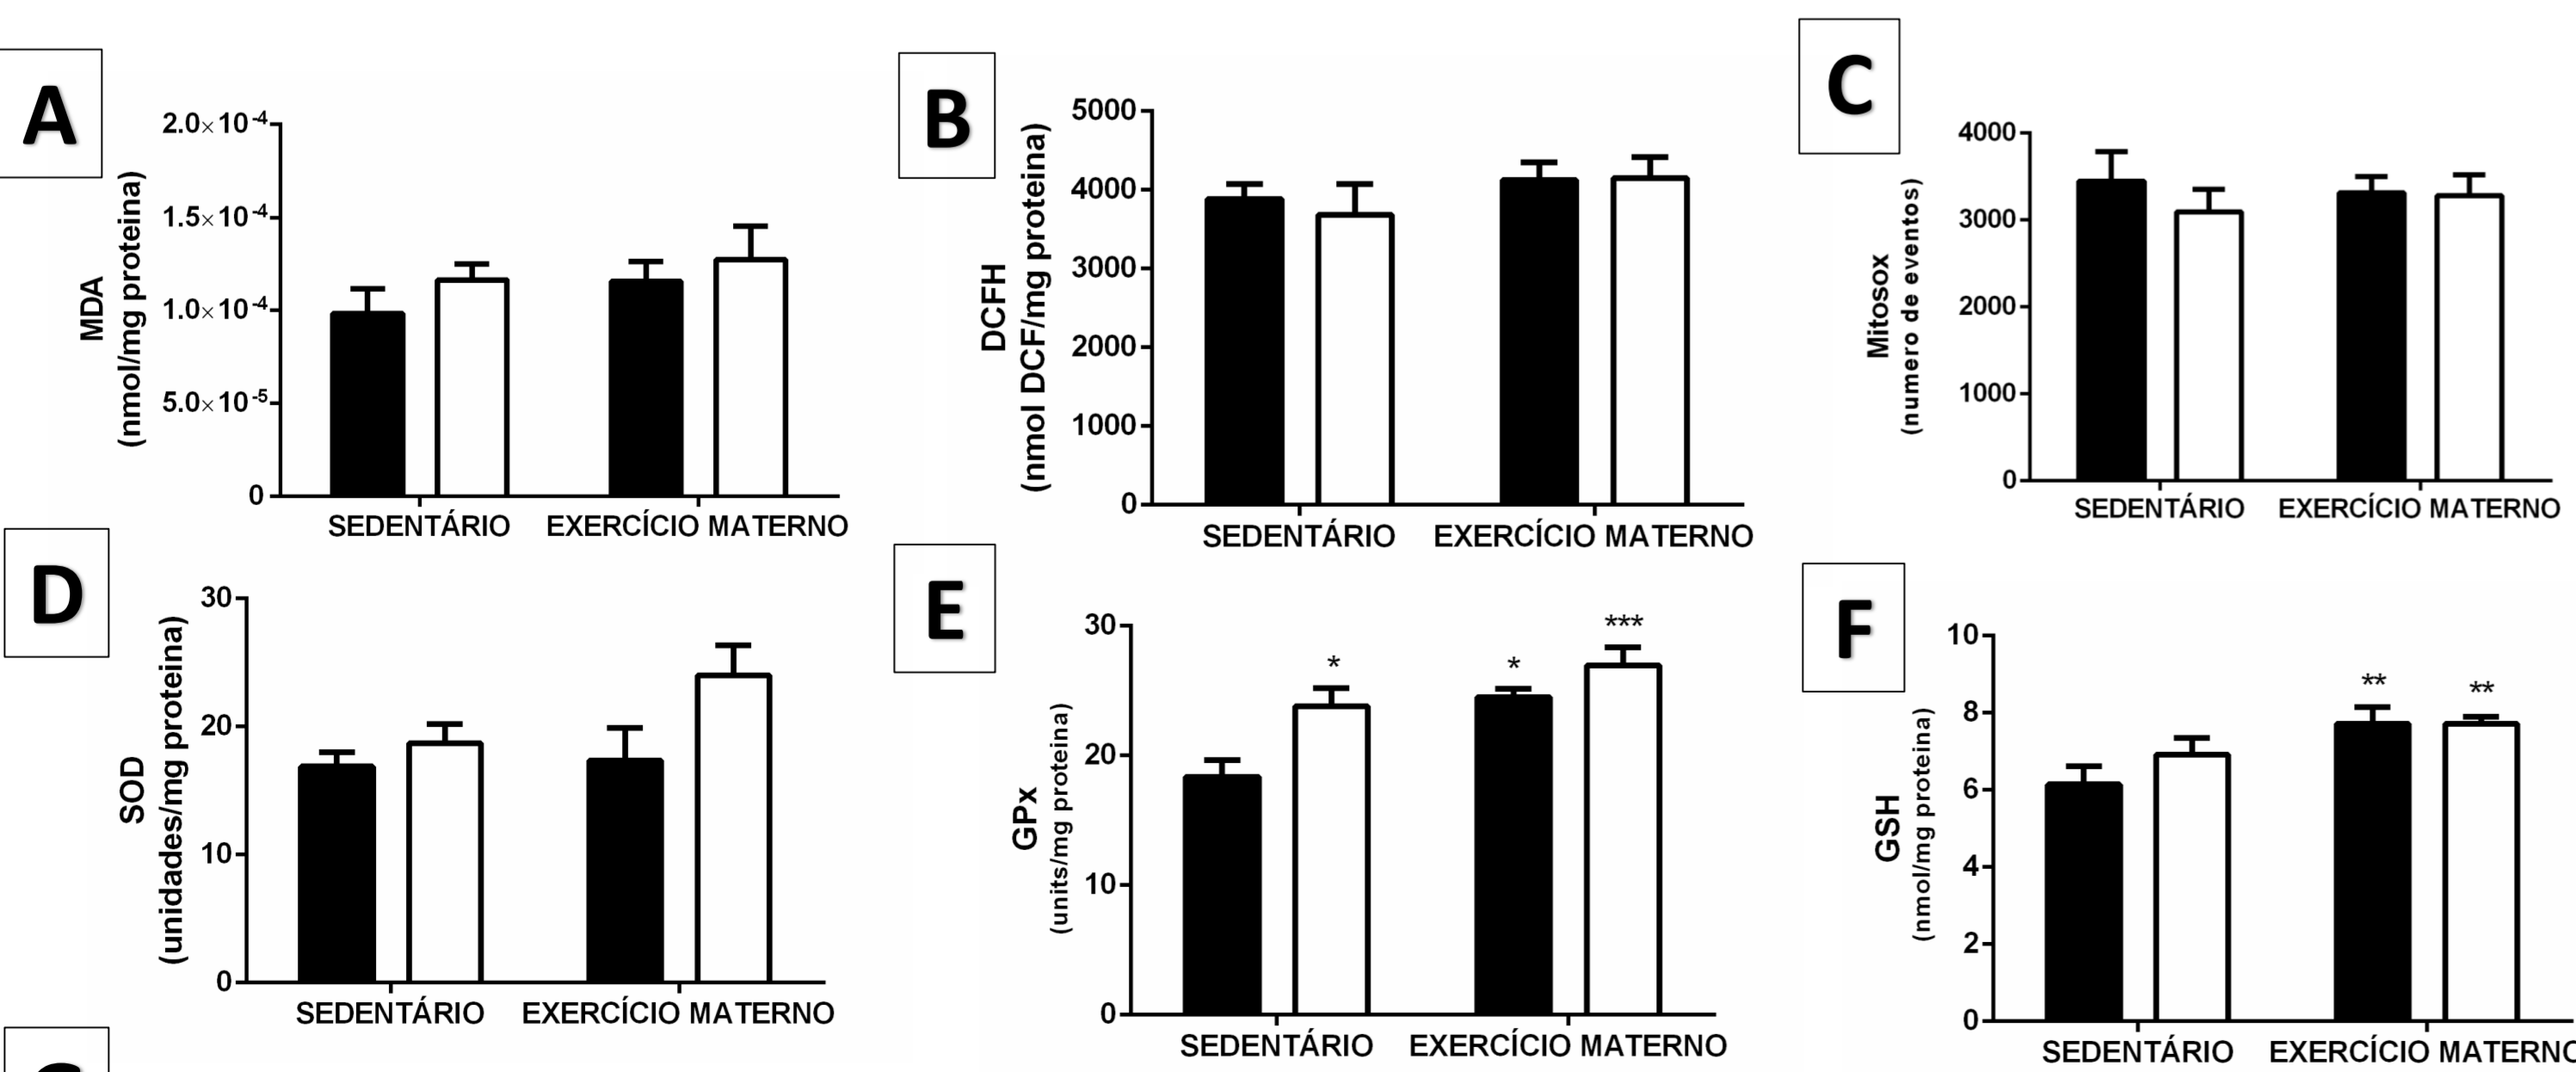 A
MDA
(nmol/mg proteina)
2.0×10-4
1.5×10-4
1.0×10-4
5.0×10-5
0
SEDENTÁRIO EXERCÍCIO MATERNO
B
DCFH
(nmol DCF/mg proteina)
5000
4000
3000
2000
1000
0
SEDENTÁRIO EXERCÍCIO MATERNO
C
Mitosox
(numero de eventos)
4000
3000
2000
1000
0
SEDENTÁRIO EXERCÍCIO MATERNO
D
SOD
(unidades/mg proteina)
30
20
10
0
SEDENTÁRIO EXERCÍCIO MATERNO
E
GPx
(units/mg proteina)
30
20
10
0
* * ***
SEDENTÁRIO EXERCÍCIO MATERNO
F
GSH
(nmol/mg proteina)
10
8
6
4
2
0
** **
SEDENTÁRIO EXERCÍCIO MATERNO